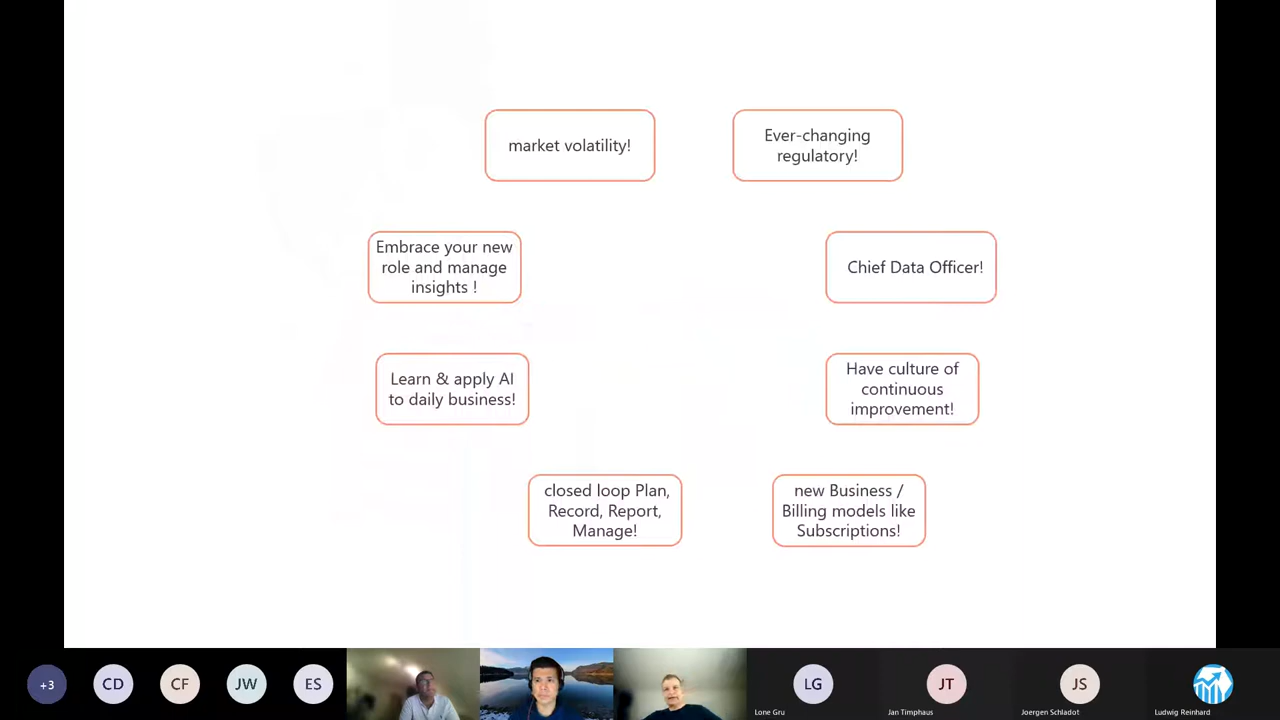 market volatility!
Ever-changing
regulatory!
Embrace your new
role and manage
insights !
Chief Data Officer!
Learn & apply AI
to daily business!
Have culture of
continuous
improvement!
closed loop Plan,
Record, Report,
Manage!
new Business /
Billing models like
Subscriptions!
+3
CD
CF
JW
ES
LG
JT
JS
Lone Gru
Jan Timphaus
Joergen Schladot
Ludwig Reinhard